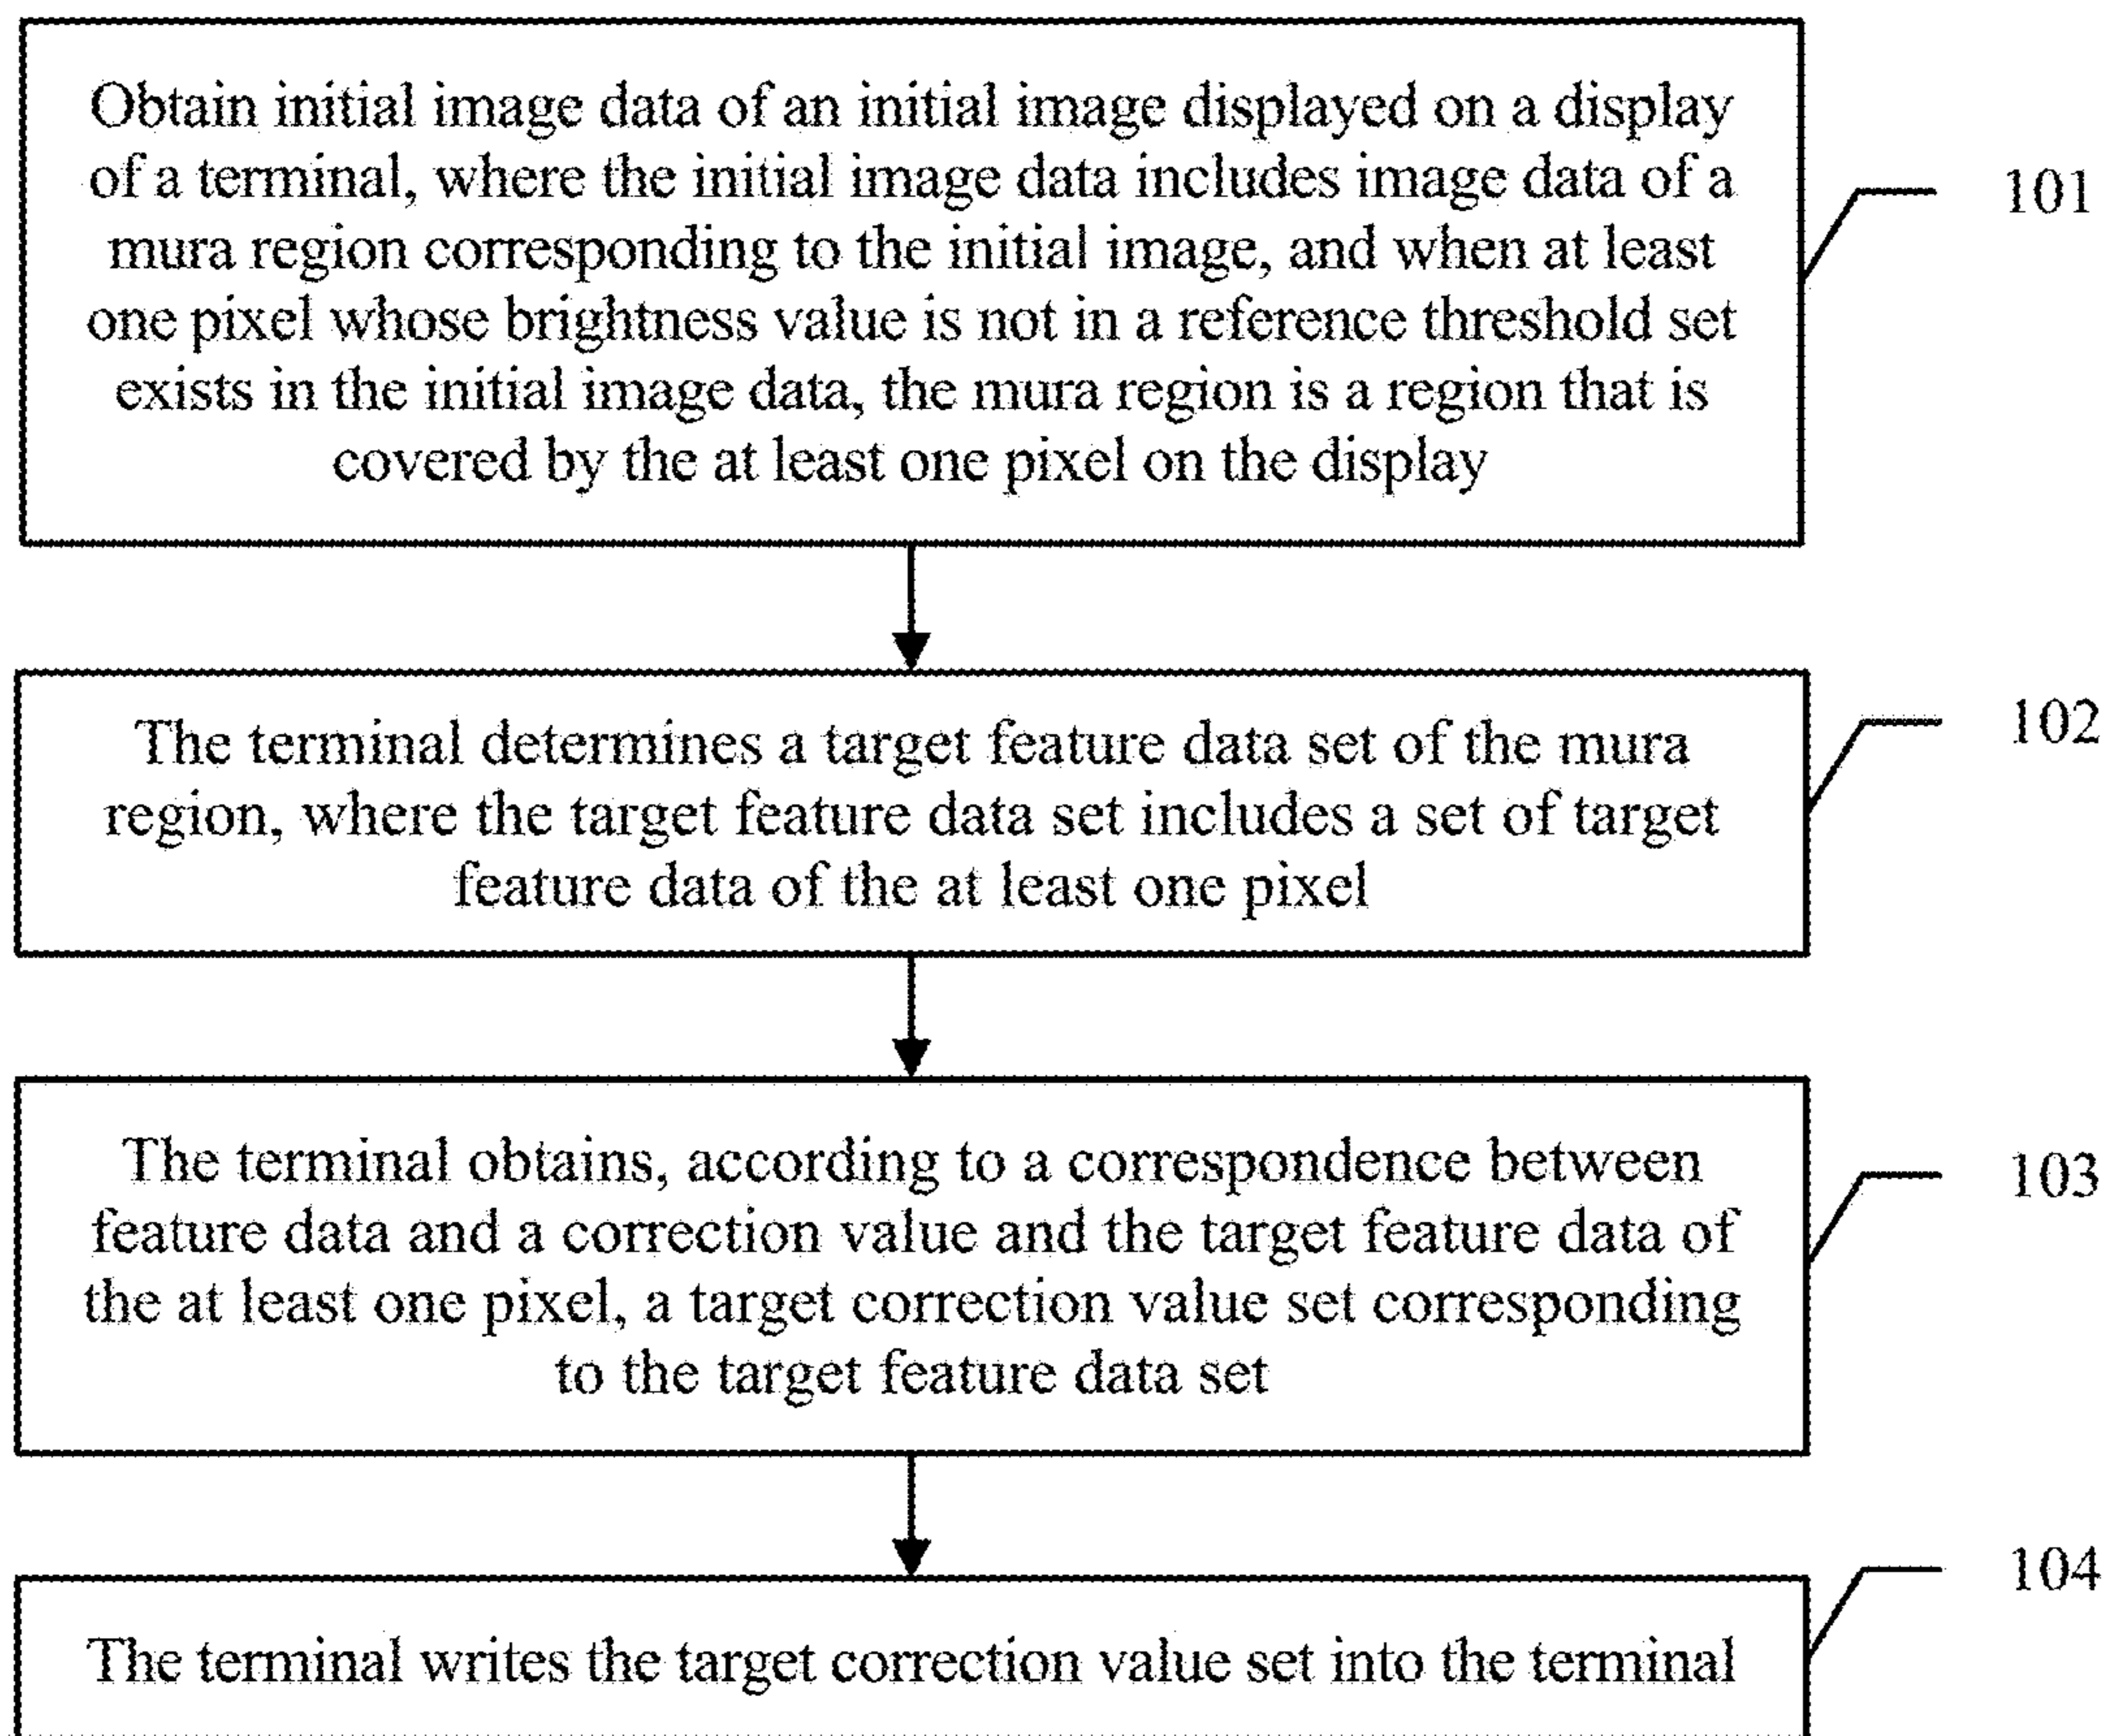 Obtain initial image data of an initial image displayed on a display
of a terminal, where the initial image data includes image data of a
mura region corresponding to the initial image, and when at least
one pixel whose brightness value is not in a reference threshold set
exists in the initial image data, the mura region is a region that is
covered by the at least one pixel on the display
101
The terminal determines a target feature data set of the mura
region, where the target feature data set includes a set of target
feature data of the at least one pixel
102
The terminal obtains, according to a correspondence between
feature data and a correction value and the target feature data of
the at least one pixel, a target correction value set corresponding
to the target feature data set
103
The terminal writes the target correction value set into the terminal
104